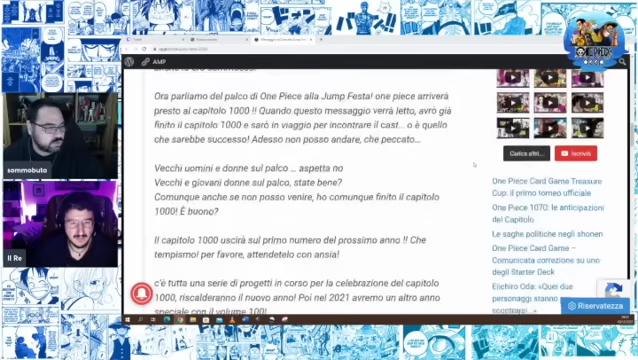 AMP
Ora parliamo del palco di One Piece alla Jump Festa! one piece arriverà
presto al capitolo 1000 !! Quando questo messaggio verrà letto, avrò già
finito il capitolo 1000 e sarò in viaggio per incontrare il cast... o è quello
che sarebbe successo! Adesso non posso andare, che peccato...
Vecchi uomini e donne sul palco ... aspetta no
Vecchi e giovani donne sul palco, state bene?
Comunque anche se non posso venire, ho comunque finito il capitolo
1000! È buono?
Il capitolo 1000 uscirà sul primo numero del prossimo anno !! Che
tempismo! per favore, attendetelo con ansia!
c'è tutta una serie di progetti in corso per la celebrazione del capitolo
1000, riscalderanno il nuovo anno! Poi nel 2021 avremo un altro anno
speciale con il volume 100!
Carica altri...
Iscriviti
One Piece Card Game Treasure
Cup: il primo torneo ufficiale
One Piece 1070: le anticipazioni
del Capitolo
Le saghe politiche negli shonen
One Piece Card Game –
Comunicata correzione su uno
degli Starter Deck
Eiichiro Oda: «Quei due
personaggi stanno
Riservatezza
sommobuta
Il Re